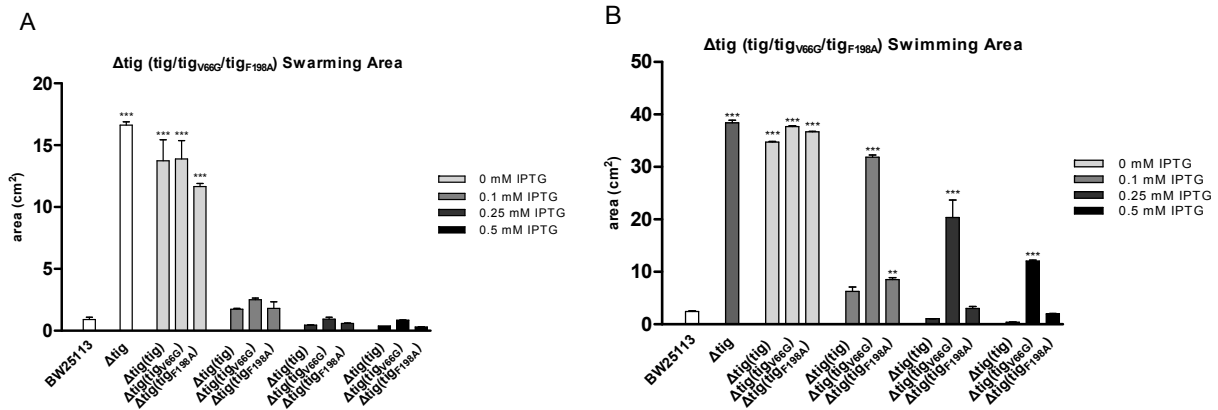 A
Δtig (tig/tigV66G/tigF198A) Swarming Area
area (cm²)
20
15
10
5
0
***
***
***
***
BW25113
Δtig
Δtig(tig)
Δtig(tigV66G)
Δtig(tigF198A)
Δtig(tig)
Δtig(tigV66G)
Δtig(tigF198A)
Δtig(tig)
Δtig(tigV66G)
Δtig(tigF198A)
Δtig(tig)
Δtig(tigV66G)
Δtig(tigF198A)
0 mM IPTG
0.1 mM IPTG
0.25 mM IPTG
0.5 mM IPTG
B
Δtig (tig/tigV66G/tigF198A) Swimming Area
area (cm²)
50
40
30
20
10
0
***
***
***
***
***
**
***
***
BW25113
Δtig
Δtig(tig)
Δtig(tigV66G)
Δtig(tigF198A)
Δtig(tig)
Δtig(tigV66G)
Δtig(tigF198A)
Δtig(tig)
Δtig(tigV66G)
Δtig(tigF198A)
Δtig(tig)
Δtig(tigV66G)
Δtig(tigF198A)
0 mM IPTG
0.1 mM IPTG
0.25 mM IPTG
0.5 mM IPTG